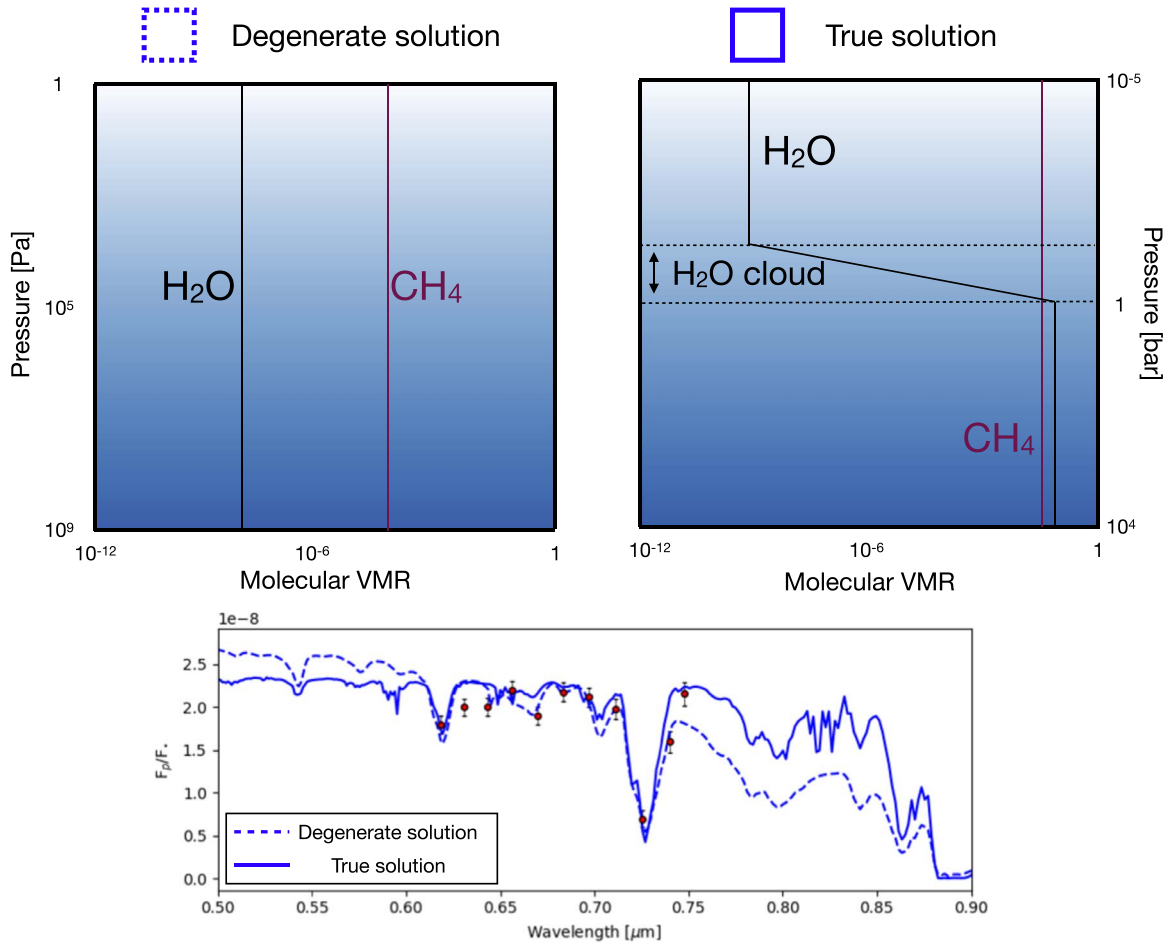 Degenerate solution
True solution
1
10⁵
10⁹
Pressure [Pa]
H₂O
CH₄
10⁻¹²
10⁻⁶
1
Molecular VMR
H₂O
H₂O cloud
CH₄
10⁻⁵
1
10⁴
Pressure [bar]
10⁻¹²
10⁻⁶
1
Molecular VMR
1e−8
2.5
2.0
1.5
1.0
0.5
0.0
Fₚ/F⋆
Degenerate solution
True solution
0.50
0.55
0.60
0.65
0.70
0.75
0.80
0.85
0.90
Wavelength [μm]